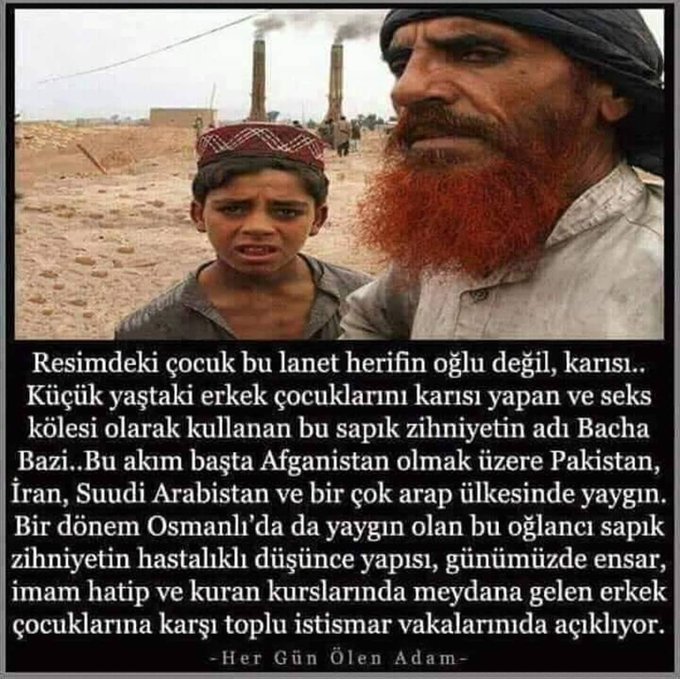 Resimdeki çocuk bu lanet herifin oğlu değil, karısı..
Küçük yaştaki erkek çocuklarını karısı yapan ve seks
kölesi olarak kullanan bu sapık zihniyetin adı Bacha
Bazi..Bu akım başta Afganistan olmak üzere Pakistan,
İran, Suudi Arabistan ve bir çok arap ülkesinde yaygın.
Bir dönem Osmanlı'da da yaygın olan bu oğlancı sapık
zihniyetin hastalıklı düşünce yapısı, günümüzde ensar,
imam hatip ve kuran kurslarında meydana gelen erkek
çocuklarına karşı toplu istismar vakalarınıda açıklıyor.
-Her Gün Ölen Adam-